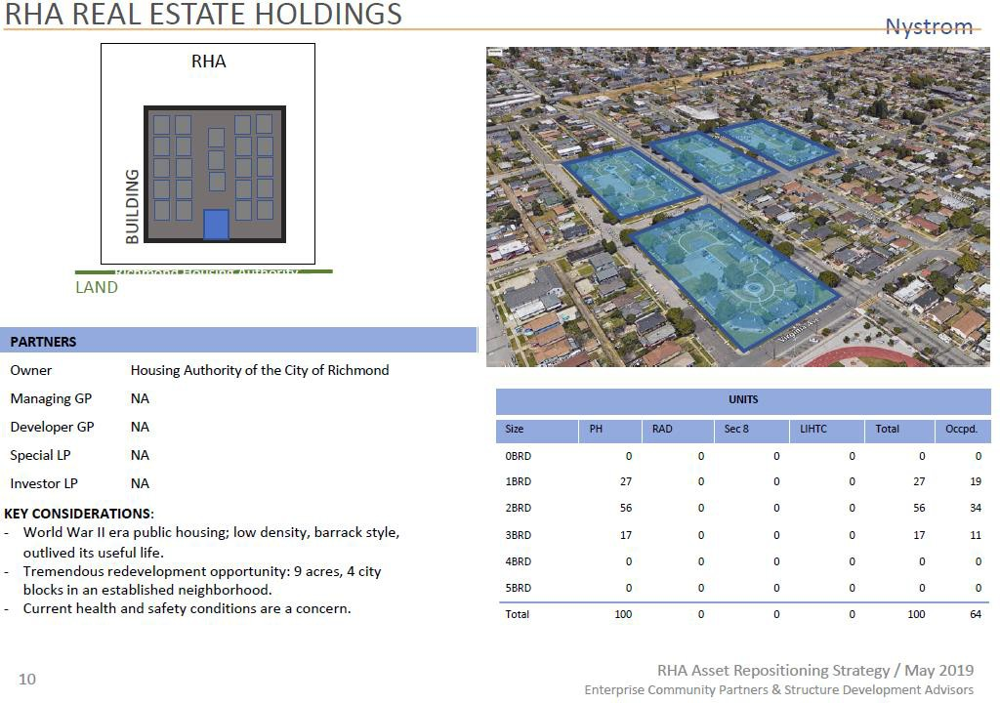 RHA REAL ESTATE HOLDINGS
Nystrom
RHA
BUILDING
Richmond Housing Authority
LAND
PARTNERS
Owner Housing Authority of the City of Richmond
Managing GP NA
Developer GP NA
Special LP NA
Investor LP NA
KEY CONSIDERATIONS:
- World War II era public housing; low density, barrack style,
outlived its useful life.
- Tremendous redevelopment opportunity: 9 acres, 4 city
blocks in an established neighborhood.
- Current health and safety conditions are a concern.
Virginia Ave
UNITS
Size PH RAD Sec 8 LIHTC Total Occpd.
0BRD 0 0 0 0 0 0
1BRD 27 0 0 0 27 19
2BRD 56 0 0 0 56 34
3BRD 17 0 0 0 17 11
4BRD 0 0 0 0 0 0
5BRD 0 0 0 0 0 0
Total 100 0 0 0 100 64
10
RHA Asset Repositioning Strategy / May 2019
Enterprise Community Partners & Structure Development Advisors